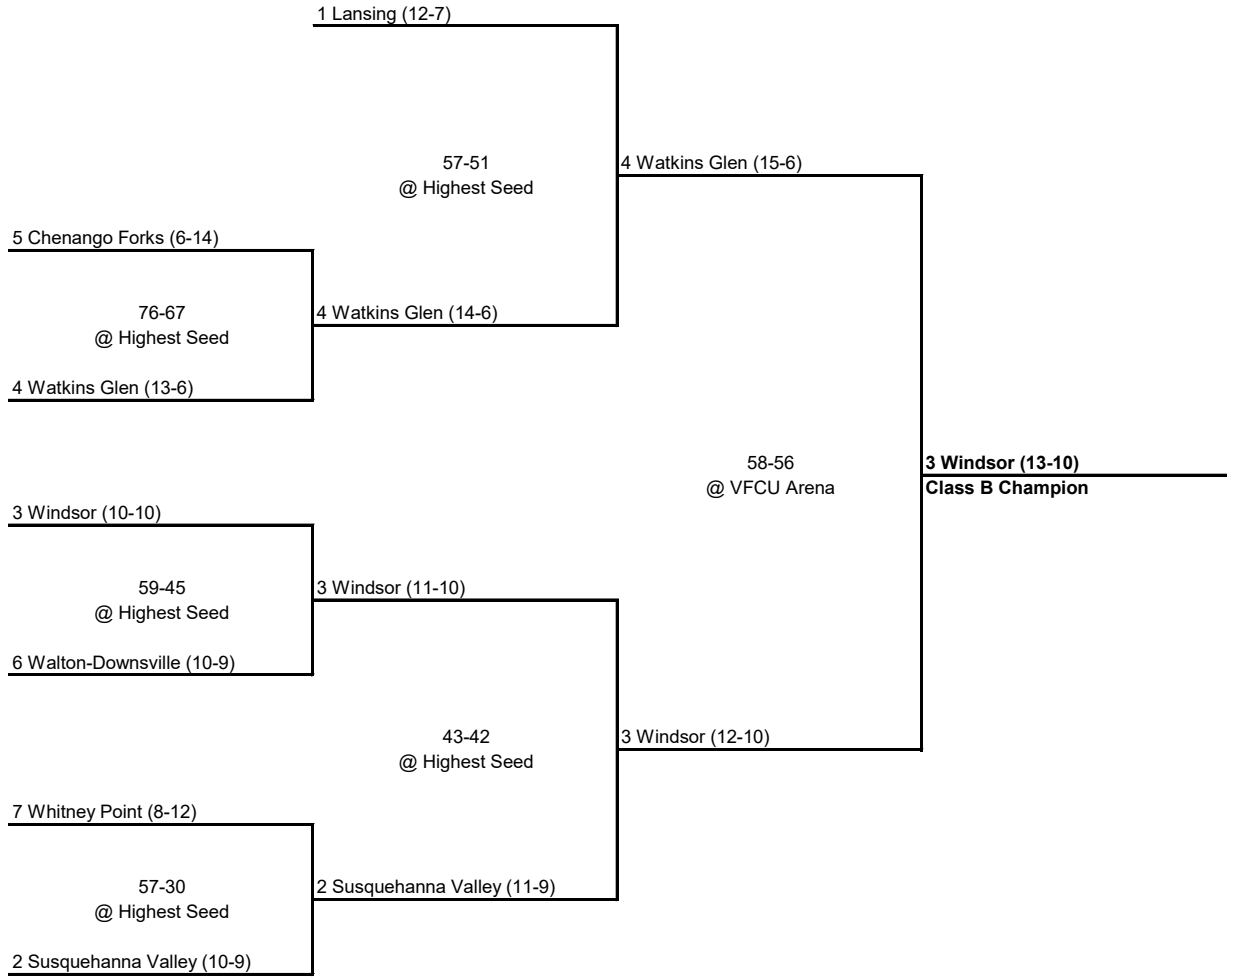 1 Lansing (12-7)
57-51
@ Highest Seed
4 Watkins Glen (15-6)
5 Chenango Forks (6-14)
76-67
@ Highest Seed
4 Watkins Glen (14-6)
4 Watkins Glen (13-6)
58-56
@ VFCU Arena
3 Windsor (13-10)
Class B Champion
3 Windsor (10-10)
59-45
@ Highest Seed
3 Windsor (11-10)
6 Walton-Downsville (10-9)
43-42
@ Highest Seed
3 Windsor (12-10)
7 Whitney Point (8-12)
57-30
@ Highest Seed
2 Susquehanna Valley (11-9)
2 Susquehanna Valley (10-9)